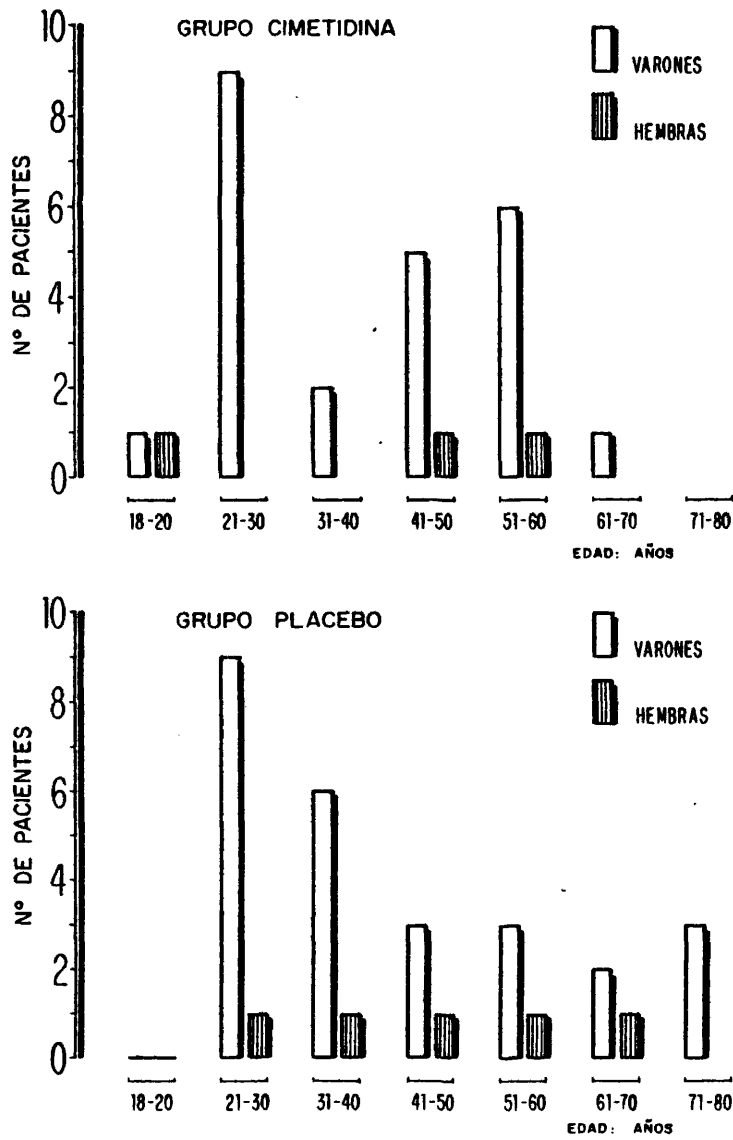 GRUPO CIMETIDINA
VARONES
HEMBRAS
Nº DE PACIENTES
10
8
6
4
2
0
18-20 21-30 31-40 41-50 51-60 61-70 71-80
EDAD: AÑOS
GRUPO PLACEBO
VARONES
HEMBRAS
Nº DE PACIENTES
10
8
6
4
2
0
18-20 21-30 31-40 41-50 51-60 61-70 71-80
EDAD: AÑOS